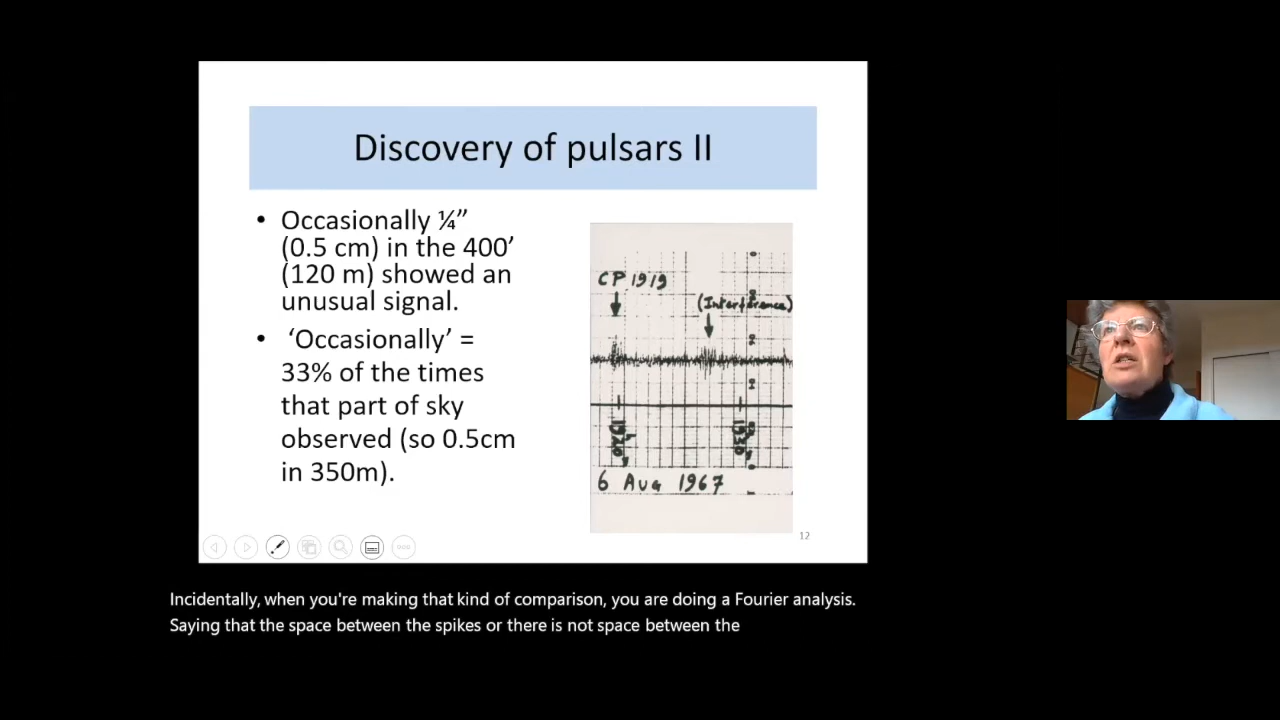 Discovery of pulsars II
• Occasionally ¼”
(0.5 cm) in the 400’
(120 m) showed an
unusual signal.
• ‘Occasionally’ =
33% of the times
that part of sky
observed (so 0.5cm
in 350m).
CP 1919
(Interference)
1920
1930
6 Aug 1967
12
Incidentally, when you're making that kind of comparison, you are doing a Fourier analysis.
Saying that the space between the spikes or there is not space between the